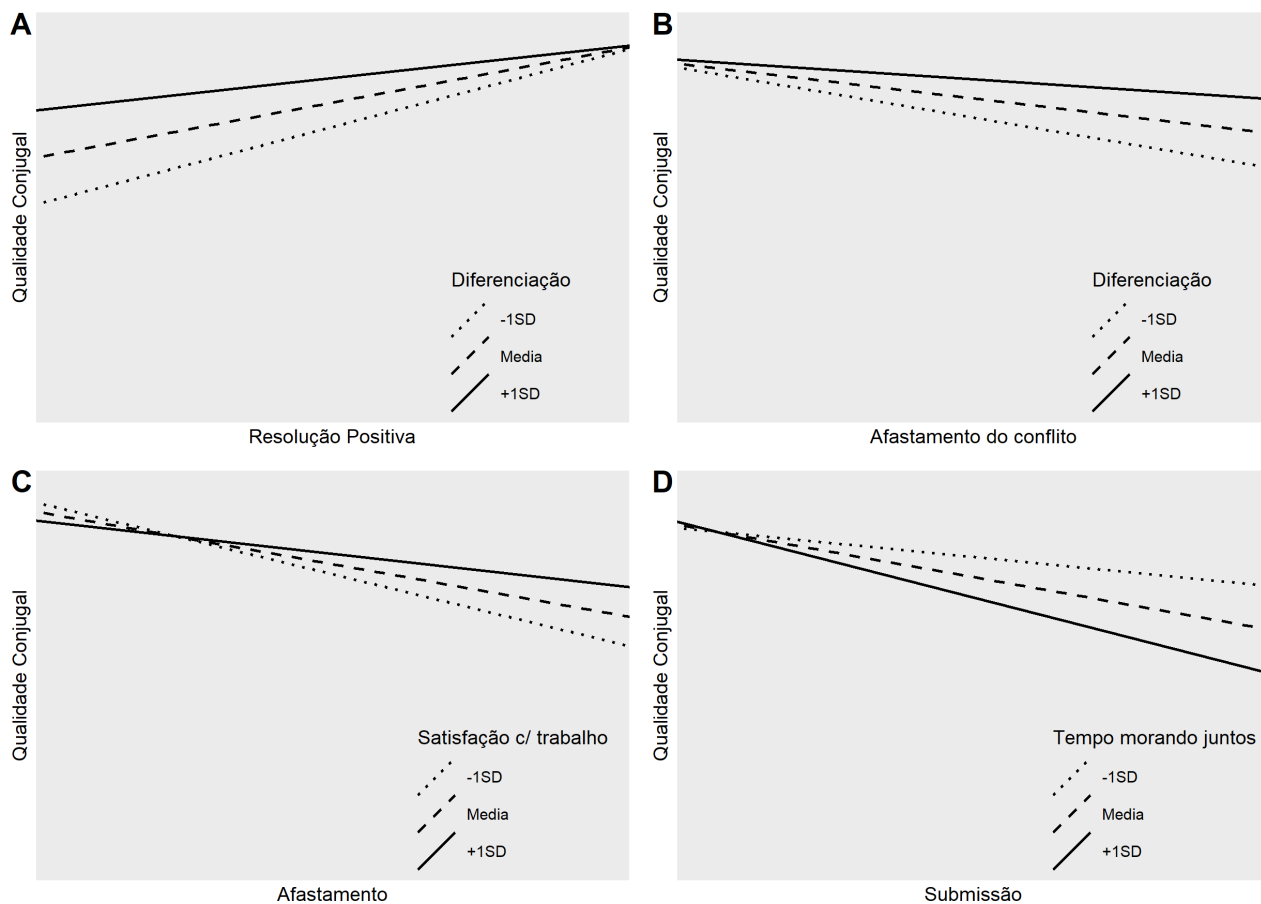 A
Qualidade Conjugal
Diferenciação
-1SD
Media
+1SD
Resolução Positiva
B
Qualidade Conjugal
Diferenciação
-1SD
Media
+1SD
Afastamento do conflito
C
Qualidade Conjugal
Satisfação c/ trabalho
-1SD
Media
+1SD
Afastamento
D
Qualidade Conjugal
Tempo morando juntos
-1SD
Media
+1SD
Submissão